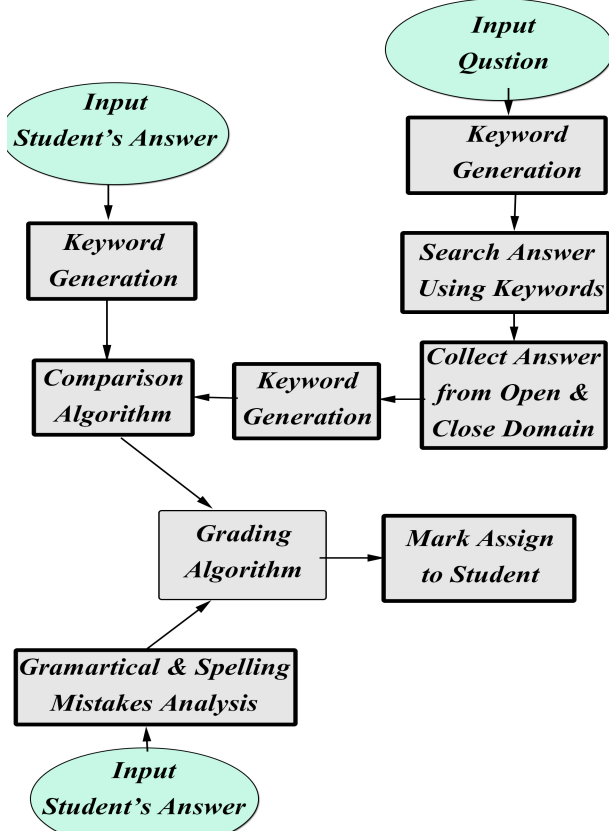 Input
Qustion
Input
Student's Answer
Keyword
Generation
Keyword
Generation
Search Answer
Using Keywords
Collect Answer
from Open &
Close Domain
Keyword
Generation
Comparison
Algorithm
Grading
Algorithm
Mark Assign
to Student
Gramartical & Spelling
Mistakes Analysis
Input
Student's Answer